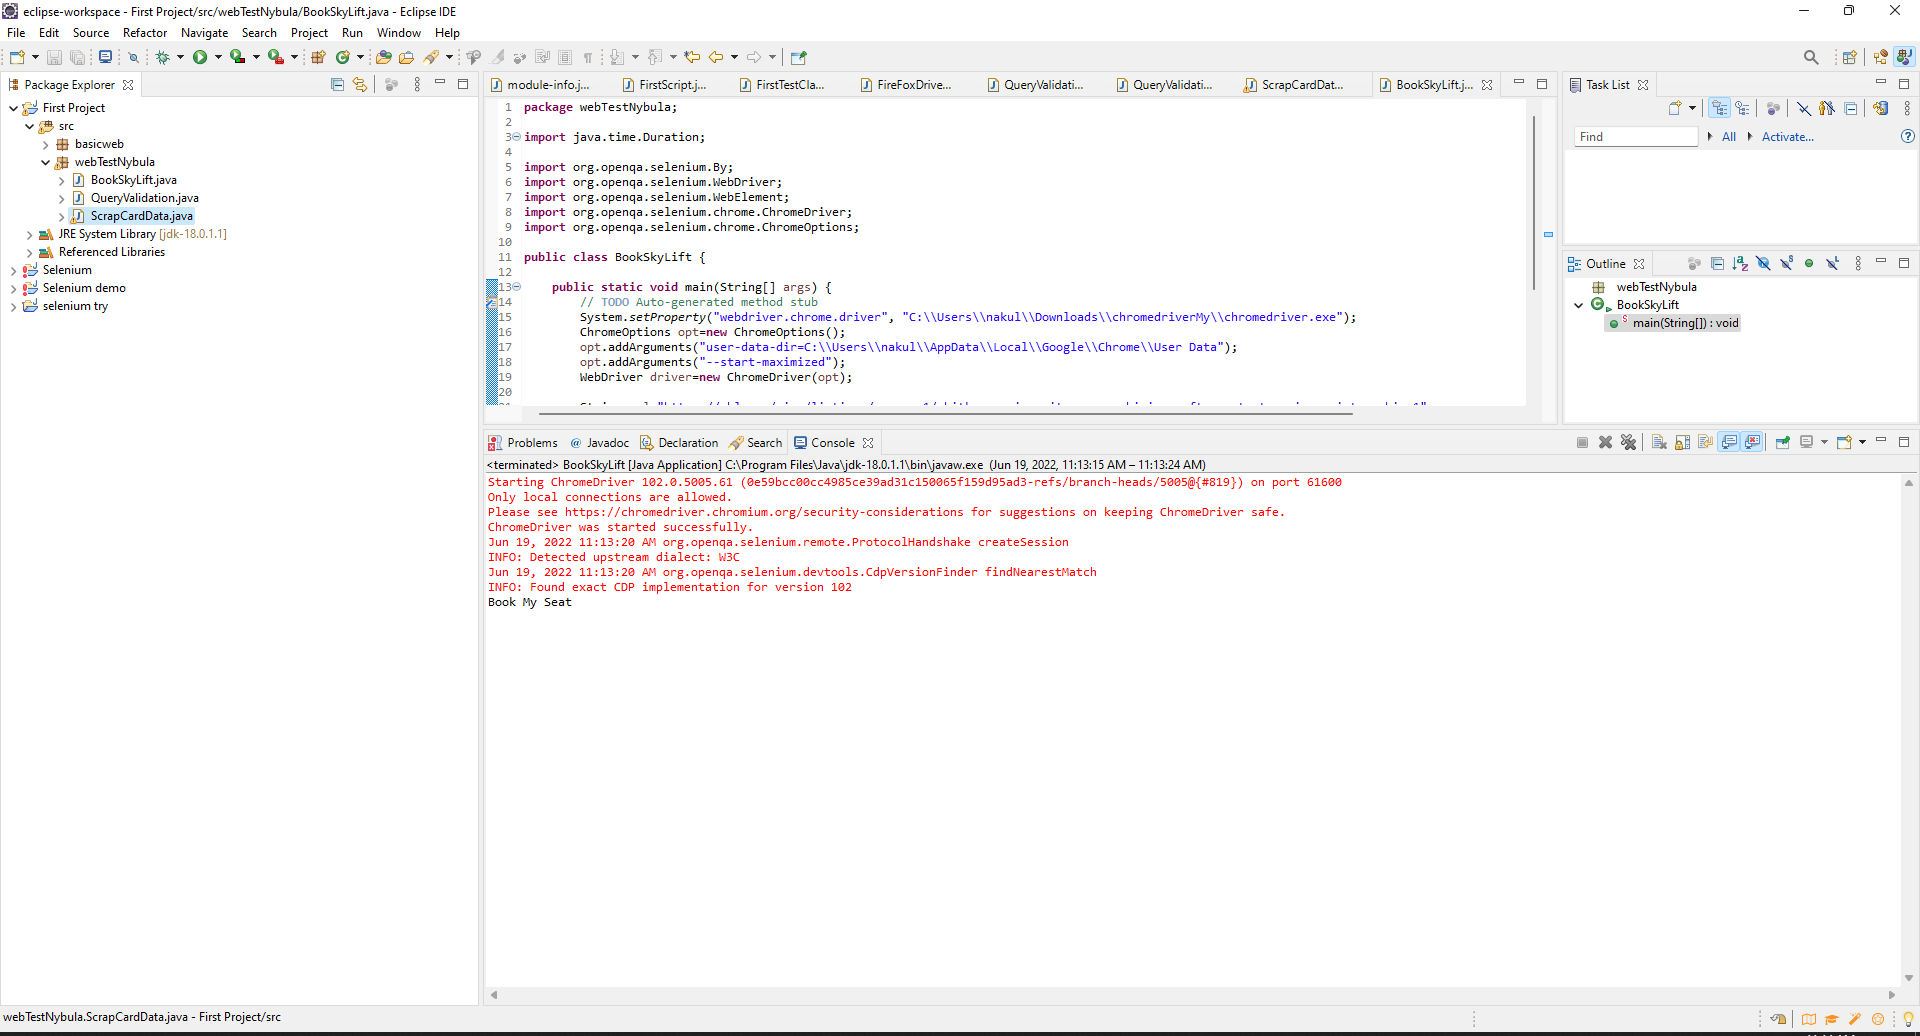 eclipse-workspace - First Project/src/webTestNybula/BookSkyLift.java - Eclipse IDE
File Edit Source Refactor Navigate Search Project Run Window Help
Package Explorer
First Project
src
basicweb
webTestNybula
BookSkyLift.java
QueryValidation.java
ScrapCardData.java
JRE System Library [jdk-18.0.1.1]
Referenced Libraries
Selenium
Selenium demo
selenium try
module-info.j... FirstScript.j... FirstTestCla... FireFoxDrive... QueryValidati... QueryValidati... ScrapCardDat... BookSkyLift.j...
1 package webTestNybula;
2
3 import java.time.Duration;
4
5 import org.openqa.selenium.By;
6 import org.openqa.selenium.WebDriver;
7 import org.openqa.selenium.WebElement;
8 import org.openqa.selenium.chrome.ChromeDriver;
9 import org.openqa.selenium.chrome.ChromeOptions;
10
11 public class BookSkyLift {
12
13 public static void main(String[] args) {
14 // TODO Auto-generated method stub
15 System.setProperty("webdriver.chrome.driver", "C:\\Users\\nakul\\Downloads\\chromedriverMy\\chromedriver.exe");
16 ChromeOptions opt=new ChromeOptions();
17 opt.addArguments("user-data-dir=C:\\Users\\nakul\\AppData\\Local\\Google\\Chrome\\User Data");
18 opt.addArguments("--start-maximized");
19 WebDriver driver=new ChromeDriver(opt);
20
Task List
Find All Activate...
Outline
webTestNybula
BookSkyLift
main(String[]) : void
Problems Javadoc Declaration Search Console
<terminated> BookSkyLift [Java Application] C:\Program Files\Java\jdk-18.0.1.1\bin\javaw.exe (Jun 19, 2022, 11:13:15 AM – 11:13:24 AM)
Starting ChromeDriver 102.0.5005.61 (0e59bcc00cc4985ce39ad31c150065f159d95ad3-refs/branch-heads/5005@{#819}) on port 61600
Only local connections are allowed.
Please see https://chromedriver.chromium.org/security-considerations for suggestions on keeping ChromeDriver safe.
ChromeDriver was started successfully.
Jun 19, 2022 11:13:20 AM org.openqa.selenium.remote.ProtocolHandshake createSession
INFO: Detected upstream dialect: W3C
Jun 19, 2022 11:13:20 AM org.openqa.selenium.devtools.CdpVersionFinder findNearestMatch
INFO: Found exact CDP implementation for version 102
Book My Seat
webTestNybula.ScrapCardData.java - First Project/src